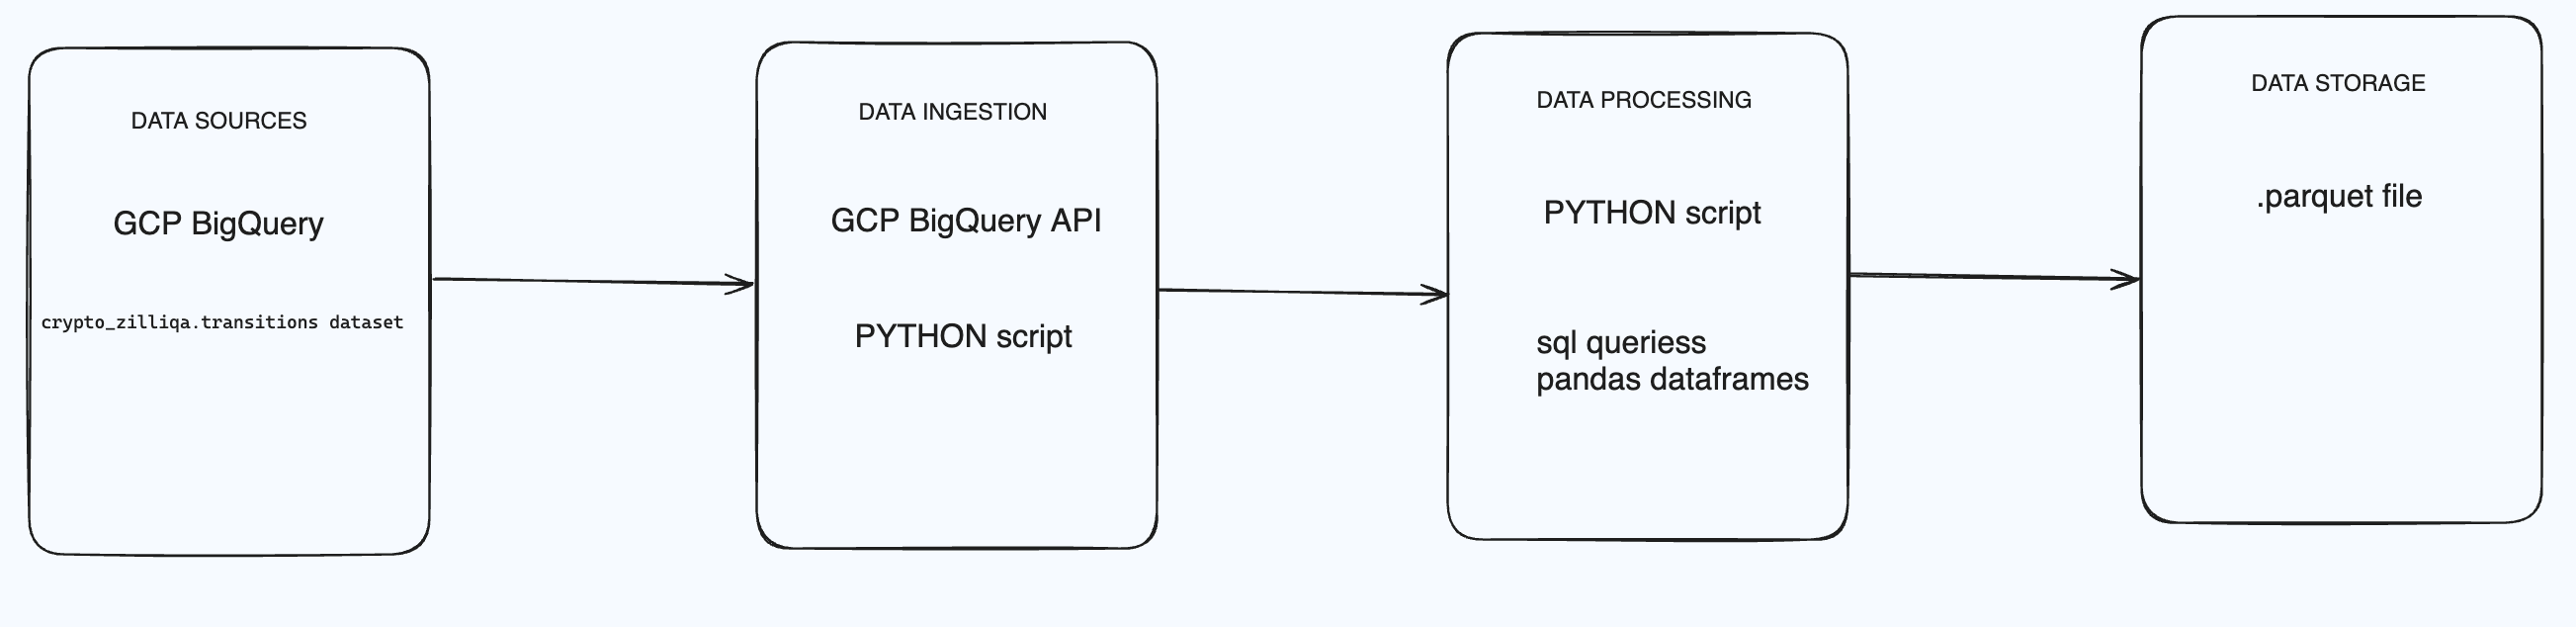 DATA SOURCES
GCP BigQuery
crypto_zilliqa.transitions dataset
DATA INGESTION
GCP BigQuery API
PYTHON script
DATA PROCESSING
PYTHON script
sql queriess
pandas dataframes
DATA STORAGE
.parquet file